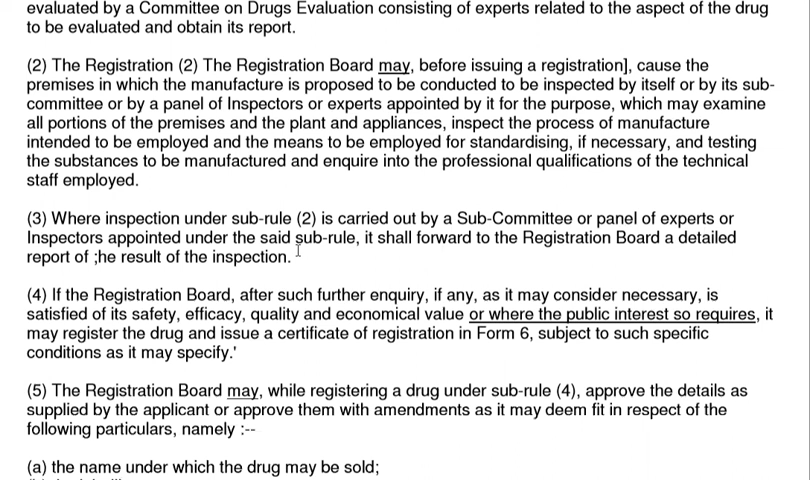 evaluated by a Committee on Drugs Evaluation consisting of experts related to the aspect of the drug
to be evaluated and obtain its report.
(2) The Registration (2) The Registration Board may, before issuing a registration], cause the
premises in which the manufacture is proposed to be conducted to be inspected by itself or by its sub-
committee or by a panel of Inspectors or experts appointed by it for the purpose, which may examine
all portions of the premises and the plant and appliances, inspect the process of manufacture
intended to be employed and the means to be employed for standardising, if necessary, and testing
the substances to be manufactured and enquire into the professional qualifications of the technical
staff employed.
(3) Where inspection under sub-rule (2) is carried out by a Sub-Committee or panel of experts or
Inspectors appointed under the said sub-rule, it shall forward to the Registration Board a detailed
report of ;he result of the inspection.
(4) If the Registration Board, after such further enquiry, if any, as it may consider necessary, is
satisfied of its safety, efficacy, quality and economical value or where the public interest so requires, it
may register the drug and issue a certificate of registration in Form 6, subject to such specific
conditions as it may specify.'
(5) The Registration Board may, while registering a drug under sub-rule (4), approve the details as
supplied by the applicant or approve them with amendments as it may deem fit in respect of the
following particulars, namely :--
(a) the name under which the drug may be sold;